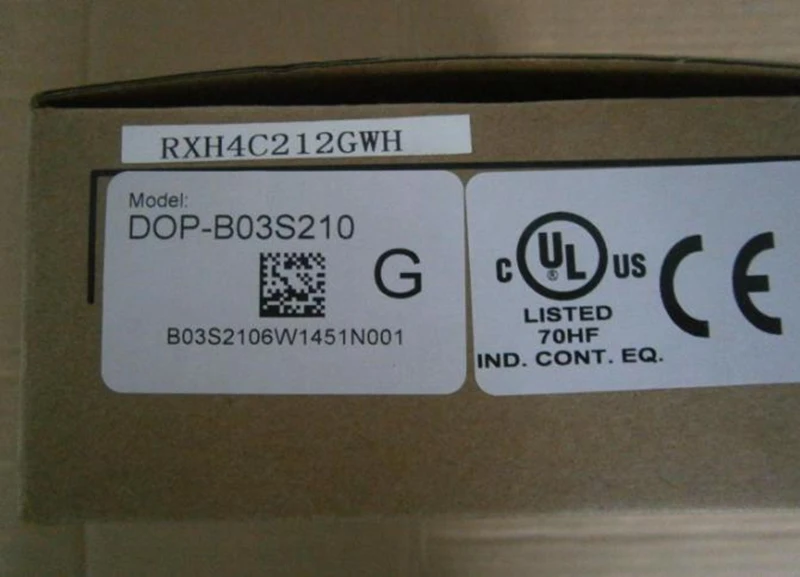 RXH4C212GWH
Model:
DOP-B03S210
G
B03S2106W1451N001
C UL ® US
LISTED
70HF
IND. CONT. EQ.
CE